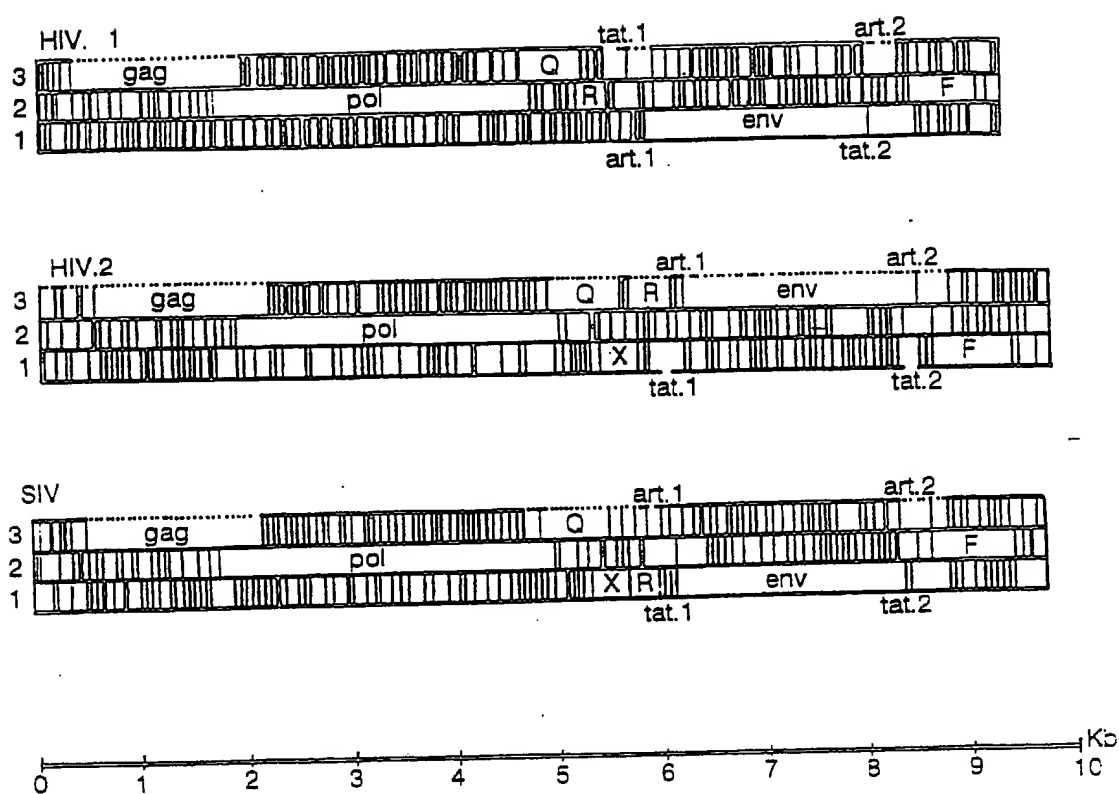 HIV. 1
tat.1 art.2
3 gag Q
2 pol R F
1 env
art.1 tat.2
HIV.2
art.1 art.2
3 gag Q R env
2 pol
1 X F
tat.1 tat.2
SIV
art.1 art.2
3 gag Q
2 pol F
1 X R env
tat.1 tat.2
Kb
0 1 2 3 4 5 6 7 8 9 10